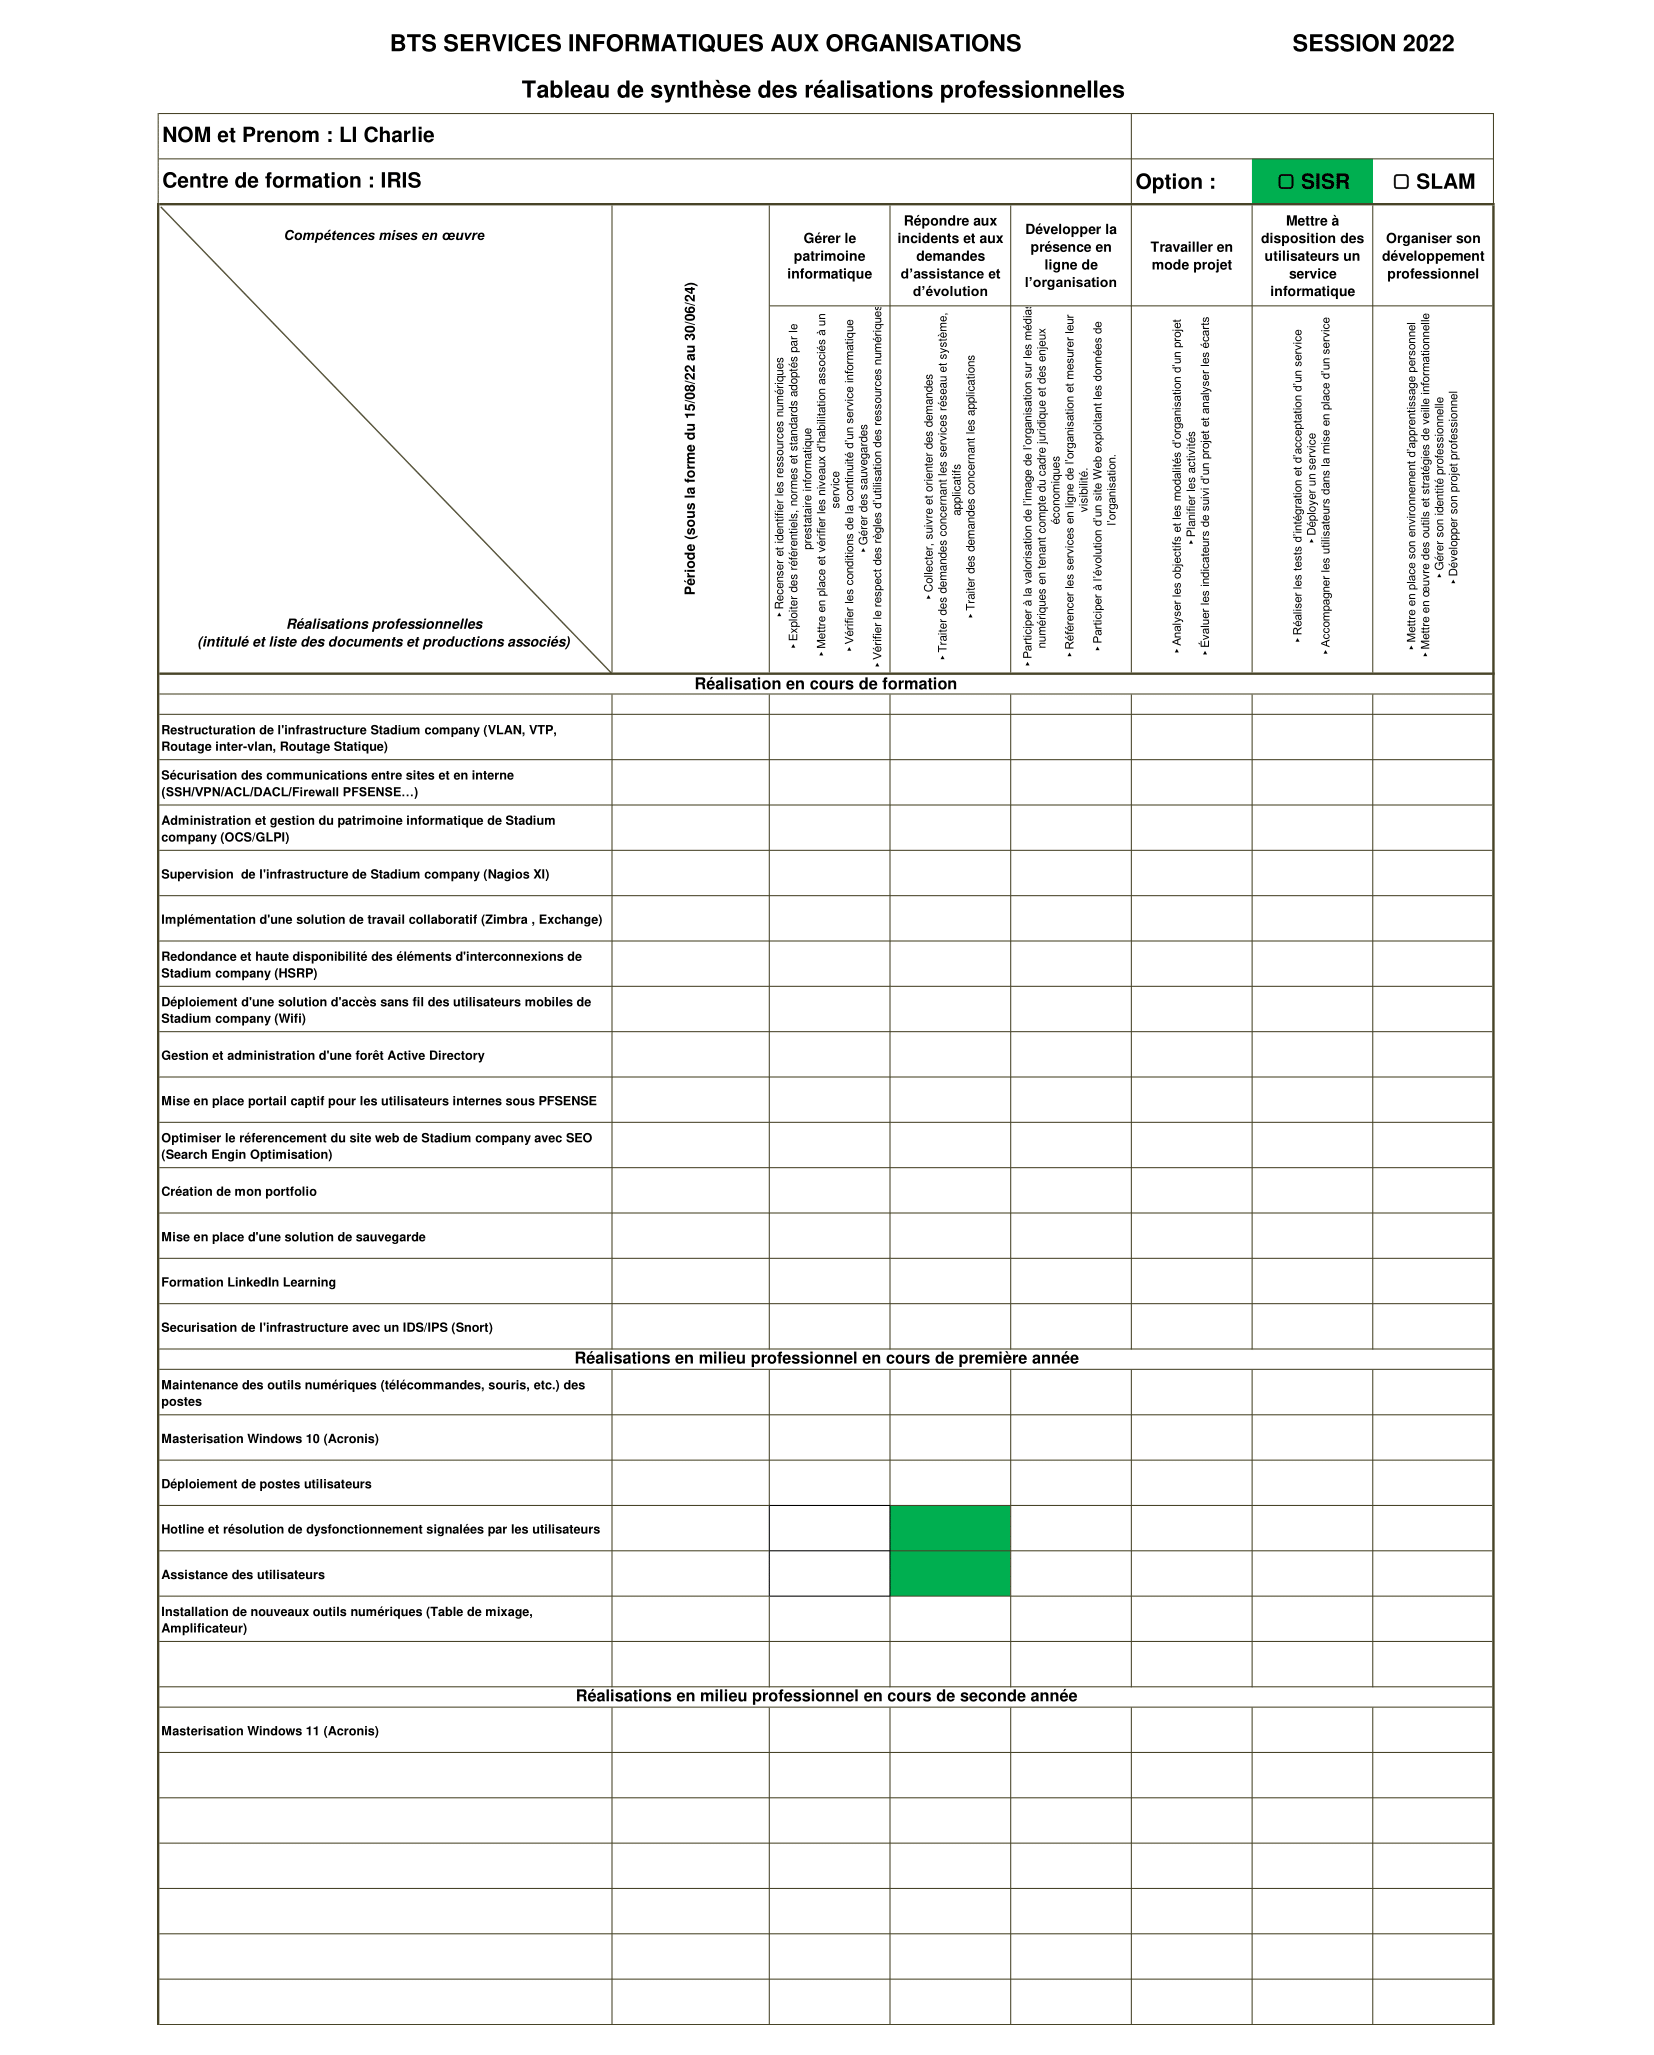 BTS SERVICES INFORMATIQUES AUX ORGANISATIONS SESSION 2022
Tableau de synthèse des réalisations professionnelles
NOM et Prenom : LI Charlie
Centre de formation : IRIS
Option :
▢ SISR
▢ SLAM
Compétences mises en œuvre
Réalisations professionnelles
(intitulé et liste des documents et productions associés)
Période (sous la forme du 15/08/22 au 30/06/24)
Gérer le
patrimoine
informatique
Répondre aux
incidents et aux
demandes
d’assistance et
d’évolution
Développer la
présence en
ligne de
l’organisation
Travailler en
mode projet
Mettre à
disposition des
utilisateurs un
service
informatique
Organiser son
développement
professionnel
‣ Recenser et identifier les ressources numériques
‣ Exploiter des référentiels, normes et standards adoptés par le
prestataire informatique
‣ Mettre en place et vérifier les niveaux d’habilitation associés à un
service
‣ Vérifier les conditions de la continuité d’un service informatique
‣ Gérer des sauvegardes
‣ Vérifier le respect des règles d’utilisation des ressources numériques
‣ Collecter, suivre et orienter des demandes
‣ Traiter des demandes concernant les services réseau et système,
applicatifs
‣ Traiter des demandes concernant les applications
‣ Participer à la valorisation de l’image de l’organisation sur les médias
numériques en tenant compte du cadre juridique et des enjeux
économiques
‣ Référencer les services en ligne de l’organisation et mesurer leur
visibilité.
‣ Participer à l’évolution d’un site Web exploitant les données de
l’organisation.
‣ Analyser les objectifs et les modalités d’organisation d’un projet
‣ Planifier les activités
‣ Évaluer les indicateurs de suivi d’un projet et analyser les écarts
‣ Réaliser les tests d’intégration et d’acceptation d’un service
‣ Déployer un service
‣ Accompagner les utilisateurs dans la mise en place d’un service
‣ Mettre en place son environnement d’apprentissage personnel
‣ Mettre en œuvre des outils et stratégies de veille informationnelle
‣ Gérer son identité professionnelle
‣ Développer son projet professionnel
Réalisation en cours de formation
Restructuration de l'infrastructure Stadium company (VLAN, VTP,
Routage inter-vlan, Routage Statique)
Sécurisation des communications entre sites et en interne
(SSH/VPN/ACL/DACL/Firewall PFSENSE…)
Administration et gestion du patrimoine informatique de Stadium
company (OCS/GLPI)
Supervision  de l'infrastructure de Stadium company (Nagios XI)
Implémentation d'une solution de travail collaboratif (Zimbra , Exchange)
Redondance et haute disponibilité des éléments d'interconnexions de
Stadium company (HSRP)
Déploiement d'une solution d'accès sans fil des utilisateurs mobiles de
Stadium company (Wifi)
Gestion et administration d'une forêt Active Directory
Mise en place portail captif pour les utilisateurs internes sous PFSENSE
Optimiser le réferencement du site web de Stadium company avec SEO
(Search Engin Optimisation)
Création de mon portfolio
Mise en place d'une solution de sauvegarde
Formation LinkedIn Learning
Securisation de l'infrastructure avec un IDS/IPS (Snort)
Réalisations en milieu professionnel en cours de première année
Maintenance des outils numériques (télécommandes, souris, etc.) des
postes
Masterisation Windows 10 (Acronis)
Déploiement de postes utilisateurs
Hotline et résolution de dysfonctionnement signalées par les utilisateurs
Assistance des utilisateurs
Installation de nouveaux outils numériques (Table de mixage,
Amplificateur)
Réalisations en milieu professionnel en cours de seconde année
Masterisation Windows 11 (Acronis)